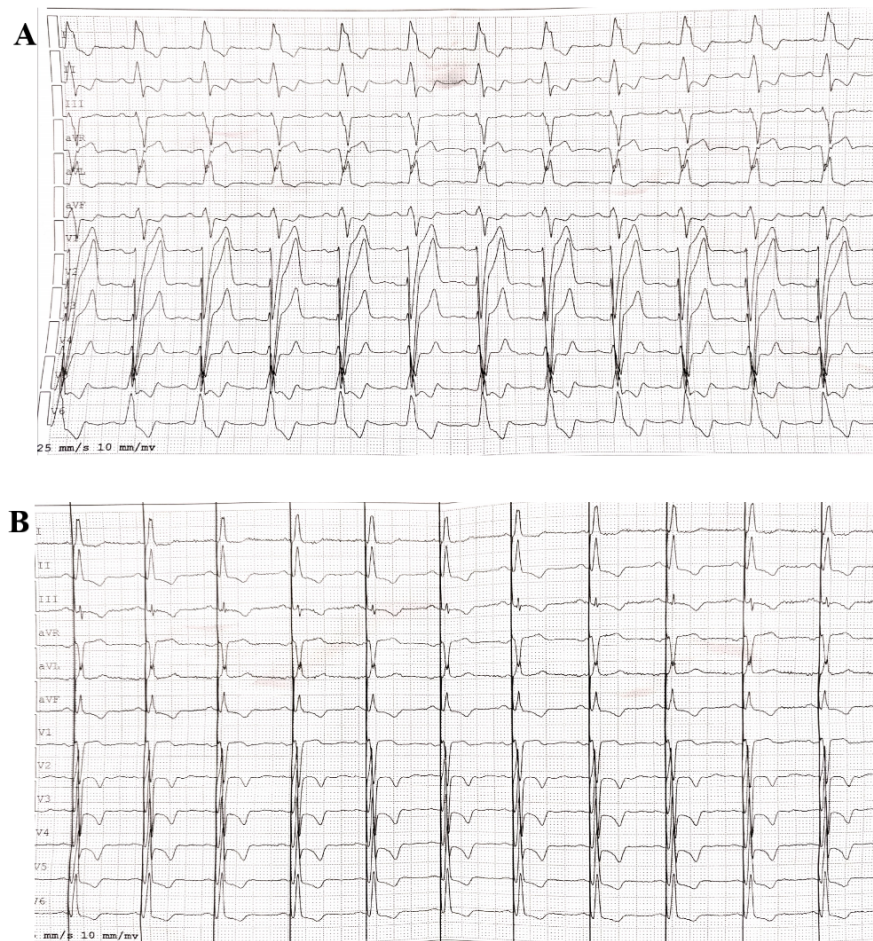 A
I
II
III
aVR
aVL
aVF
V1
V2
V3
V4
V6
25 mm/s 10 mm/mv
B
I
II
III
aVR
aVL
aVF
V1
V2
V3
V4
V5
V6
mm/s 10 mm/mv